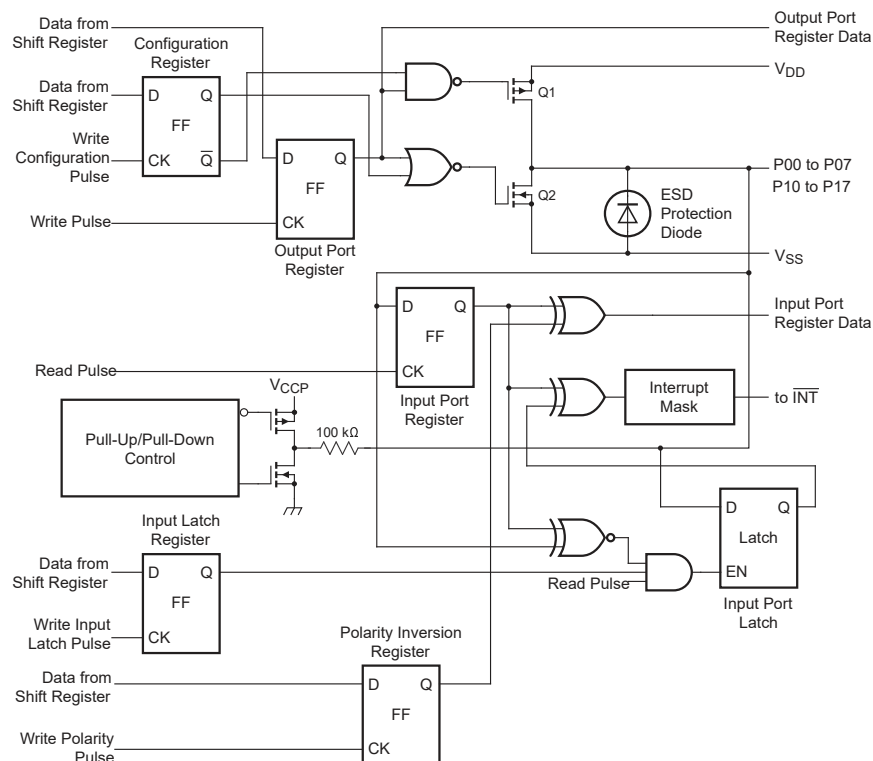 Data from
Shift Register
Configuration
Register
Output Port
Register Data
VDD
Q1
Data from
Shift Register
D
Q
FF
CK
Q
Write
Configuration
Pulse
D
Q
FF
CK
Output Port
Register
Write Pulse
P00 to P07
P10 to P17
Q2
ESD
Protection
Diode
VSS
D
Q
FF
CK
Input Port
Register
Input Port
Register Data
Read Pulse
VCCP
Pull-Up/Pull-Down
Control
100 kΩ
Interrupt
Mask
to INT
D
Q
Latch
EN
Input Port
Latch
Input Latch
Register
Data from
Shift Register
D
Q
FF
CK
Read Pulse
Write Input
Latch Pulse
Polarity Inversion
Register
Data from
Shift Register
D
Q
FF
CK
Write Polarity
Pulse